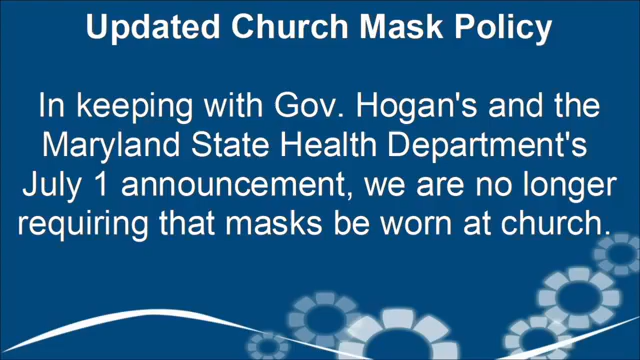 Updated Church Mask Policy
In keeping with Gov. Hogan's and the
Maryland State Health Department's
July 1 announcement, we are no longer
requiring that masks be worn at church.